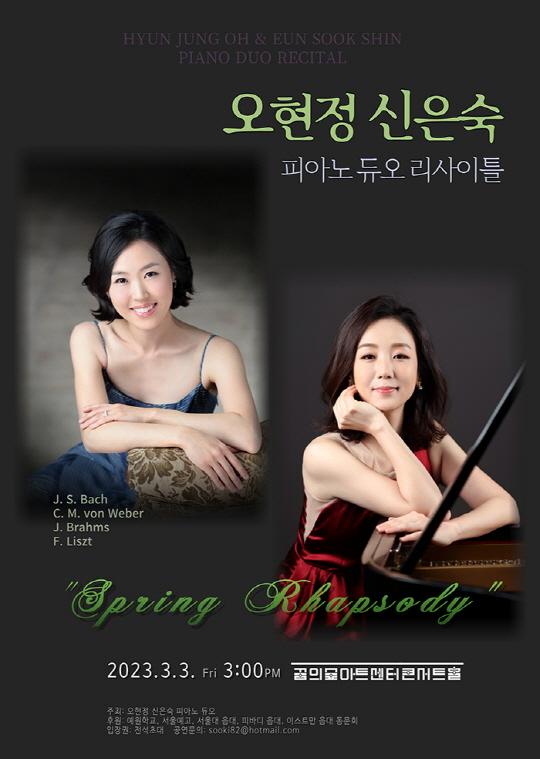 HYUN JUNG OH & EUN SOOK SHIN
PIANO DUO RECITAL
오현정 신은숙
피아노 듀오 리사이틀
J. S. Bach
C. M. von Weber
J. Brahms
F. Liszt
"Spring Rhapsody"
2023.3.3. Fri 3:00PM 꿈의숲아트센터콘서트홀
주최: 오현정 신은숙 피아노 듀오
후원: 예원학교, 서울예고, 서울대 음대, 피바디 음대, 이스트만 음대 동문회
입장권: 전석초대 공연문의: sooki82@hotmail.com